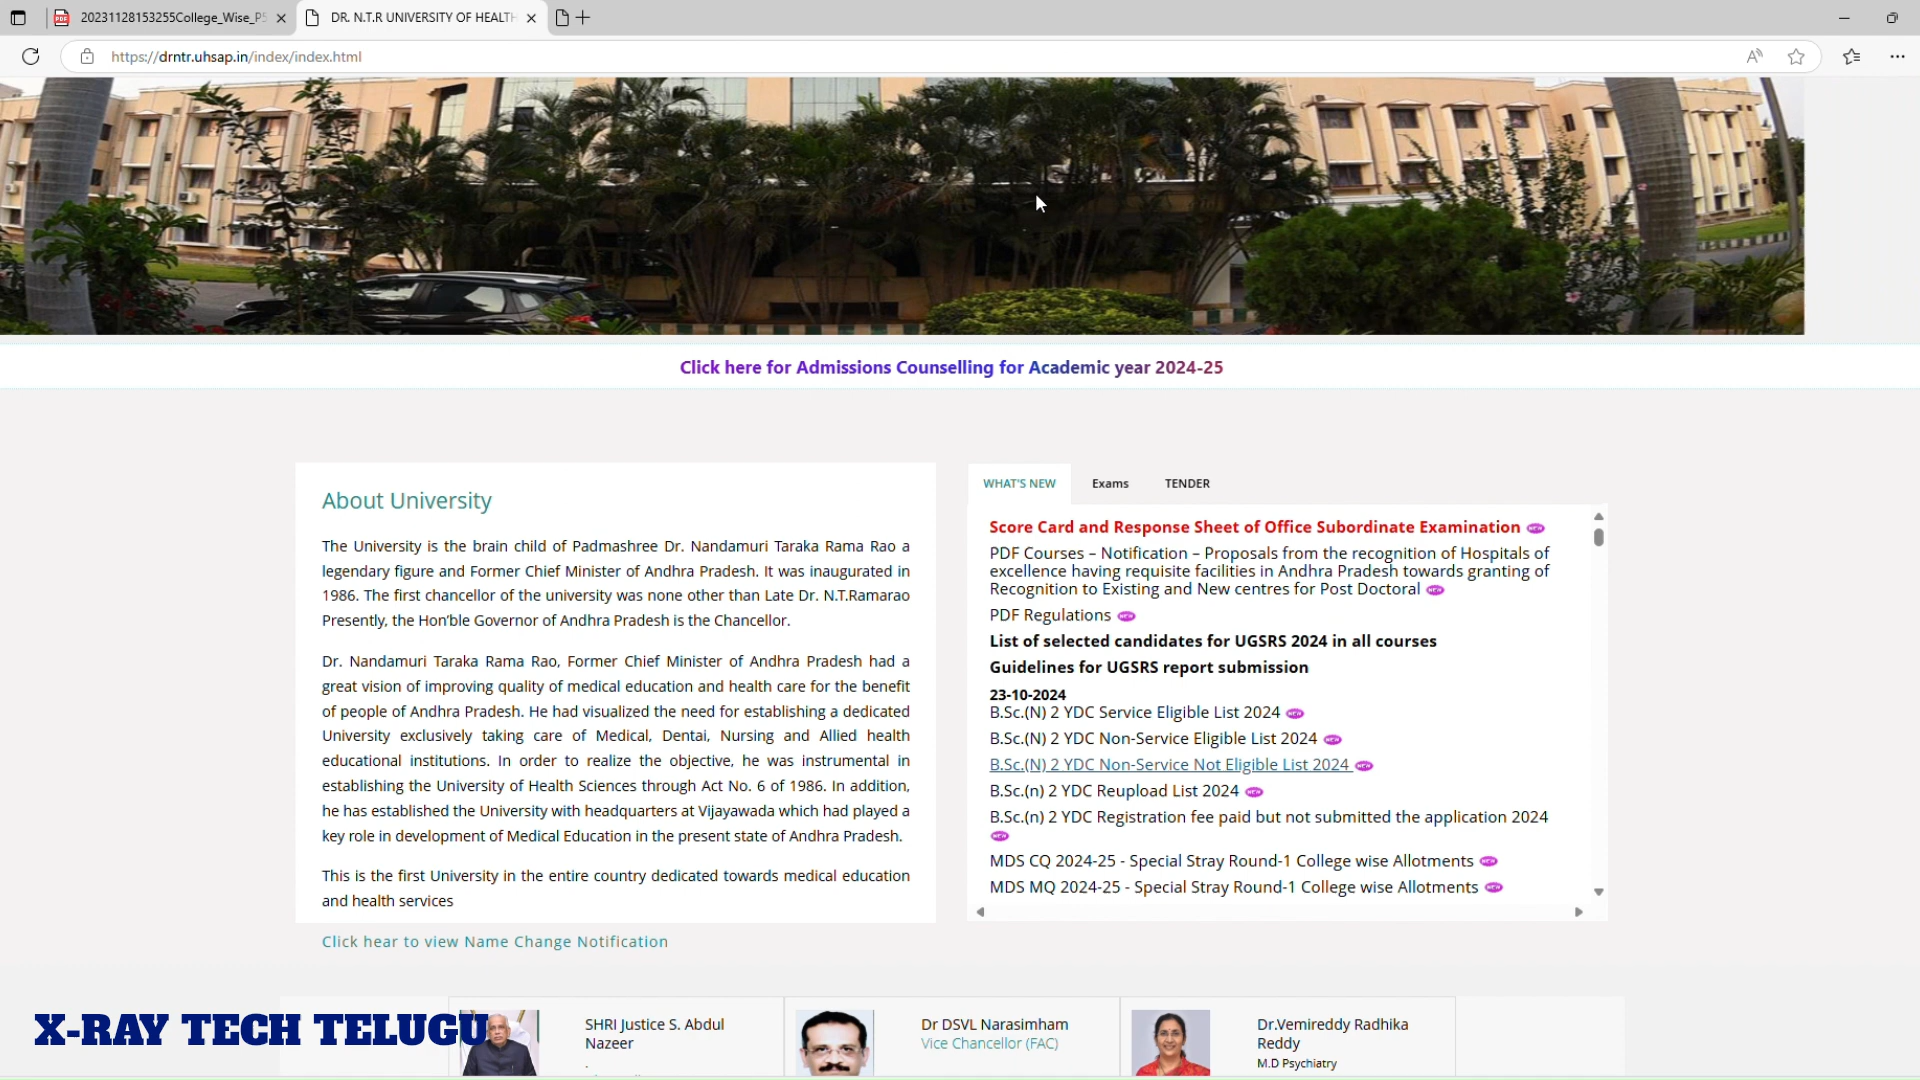 20231128153255College_Wise_P
DR. N.T.R UNIVERSITY OF HEALTH
https://drntr.uhsap.in/index/index.html
Click here for Admissions Counselling for Academic year 2024-25
About University
The University is the brain child of Padmashree Dr. Nandamuri Taraka Rama Rao a
legendary figure and Former Chief Minister of Andhra Pradesh. It was inaugurated in
1986. The first chancellor of the university was none other than Late Dr. N.T.Ramarao
Presently, the Hon'ble Governor of Andhra Pradesh is the Chancellor.
Dr. Nandamuri Taraka Rama Rao, Former Chief Minister of Andhra Pradesh had a
great vision of improving quality of medical education and health care for the benefit
of people of Andhra Pradesh. He had visualized the need for establishing a dedicated
University exclusively taking care of Medical, Dentai, Nursing and Allied health
educational institutions. In order to realize the objective, he was instrumental in
establishing the University of Health Sciences through Act No. 6 of 1986. In addition,
he has established the University with headquarters at Vijayawada which had played a
key role in development of Medical Education in the present state of Andhra Pradesh.
This is the first University in the entire country dedicated towards medical education
and health services
Click hear to view Name Change Notification
WHAT'S NEW Exams TENDER
Score Card and Response Sheet of Office Subordinate Examination NEW
PDF Courses – Notification – Proposals from the recognition of Hospitals of
excellence having requisite facilities in Andhra Pradesh towards granting of
Recognition to Existing and New centres for Post Doctoral NEW
PDF Regulations NEW
List of selected candidates for UGSRS 2024 in all courses
Guidelines for UGSRS report submission
23-10-2024
B.Sc.(N) 2 YDC Service Eligible List 2024 NEW
B.Sc.(N) 2 YDC Non-Service Eligible List 2024 NEW
B.Sc.(N) 2 YDC Non-Service Not Eligible List 2024 NEW
B.Sc.(n) 2 YDC Reupload List 2024 NEW
B.Sc.(n) 2 YDC Registration fee paid but not submitted the application 2024
NEW
MDS CQ 2024-25 - Special Stray Round-1 College wise Allotments NEW
MDS MQ 2024-25 - Special Stray Round-1 College wise Allotments NEW
X-RAY TECH TELUGU
SHRI Justice S. Abdul
Nazeer
Dr DSVL Narasimham
Vice Chancellor (FAC)
Dr.Vemireddy Radhika
Reddy
M.D Psychiatry